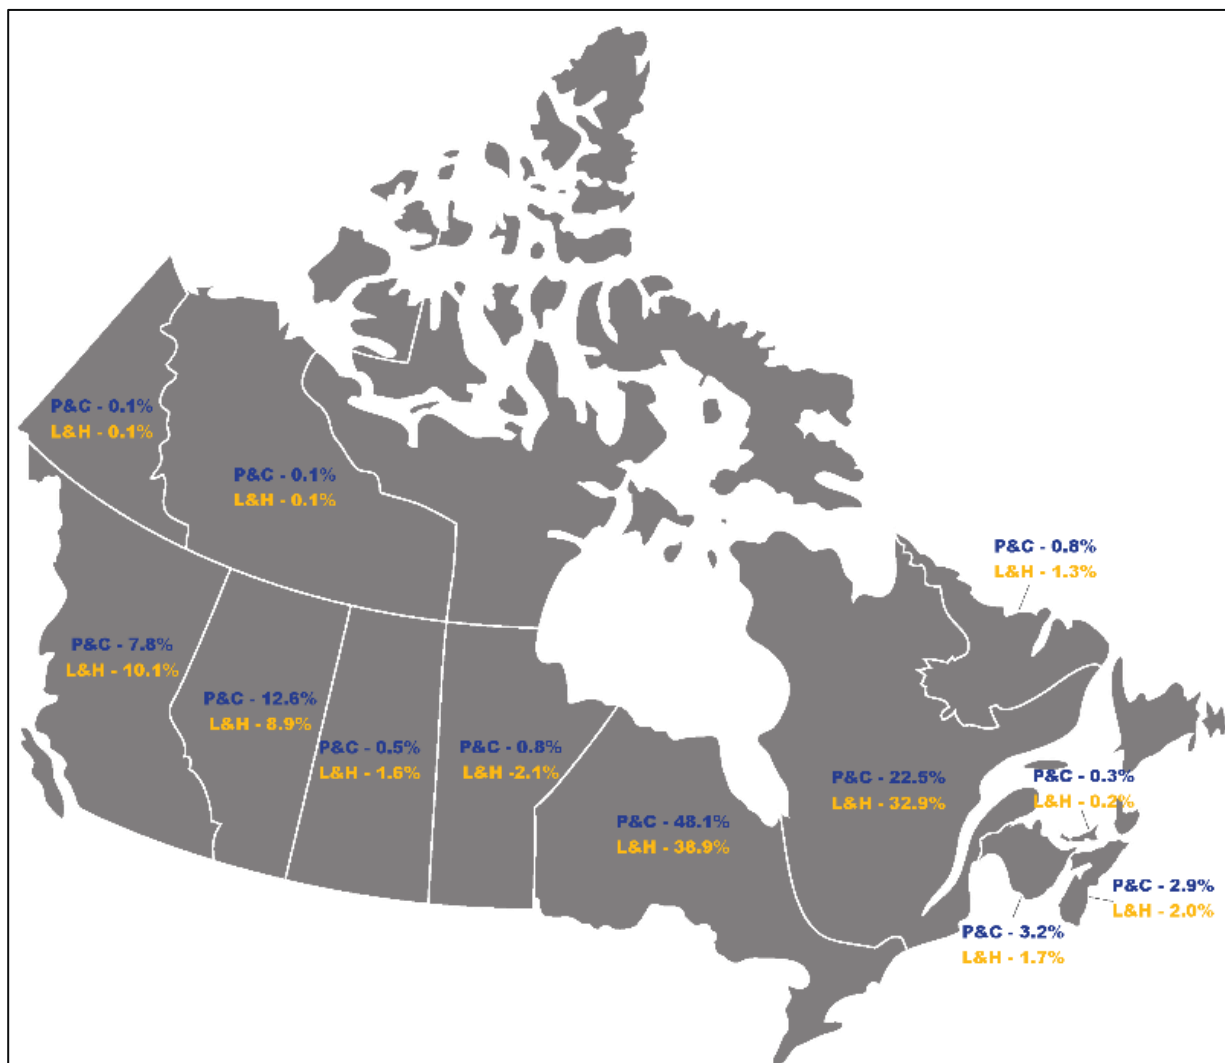 P&C - 0.1%
L&H - 0.1%
P&C - 0.1%
L&H - 0.1%
P&C - 0.8%
L&H - 1.3%
P&C - 7.8%
L&H - 10.1%
P&C - 12.6%
L&H - 8.9%
P&C - 0.5%
L&H - 1.6%
P&C - 0.8%
L&H -2.1%
P&C - 22.5%
L&H - 32.9%
P&C - 0.3%
L&H - 0.2%
P&C - 48.1%
L&H - 38.9%
P&C - 2.9%
L&H - 2.0%
P&C - 3.2%
L&H - 1.7%